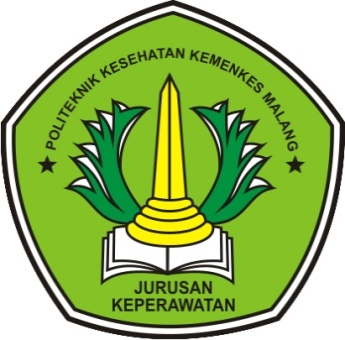 POLITEKNIK KESEHATAN KEMENKES MALANG
JURUSAN
KEPERAWATAN